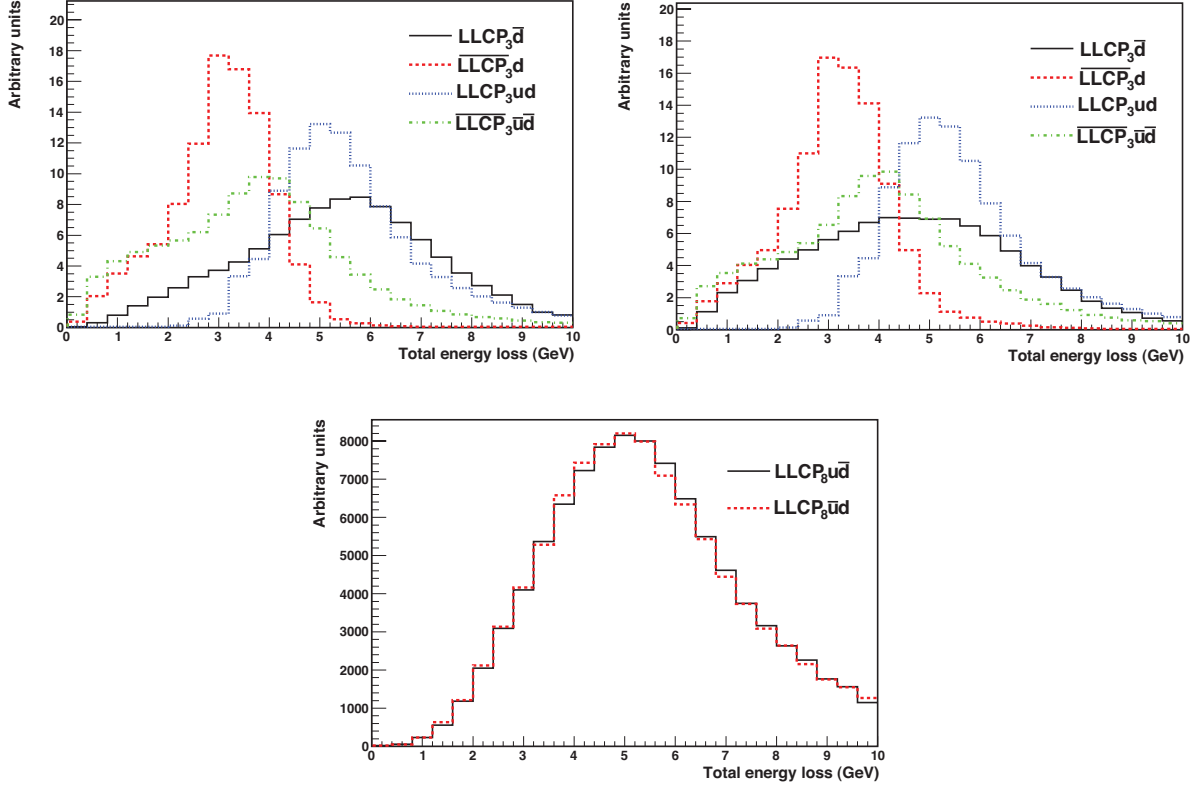 Arbitrary units
20
18
16
14
12
10
8
6
4
2
0
LLCP₃d̅
L̅L̅C̅P̅₃d
LLCP₃ud
L̅L̅C̅P̅₃u̅d̅
0 1 2 3 4 5 6 7 8 9 10
Total energy loss (GeV)
Arbitrary units
20
18
16
14
12
10
8
6
4
2
0
LLCP₃d̅
L̅L̅C̅P̅₃d
LLCP₃ud
L̅L̅C̅P̅₃u̅d̅
0 1 2 3 4 5 6 7 8 9 10
Total energy loss (GeV)
Arbitrary units
8000
7000
6000
5000
4000
3000
2000
1000
0
LLCP₈ud̅
LLCP₈u̅d
0 1 2 3 4 5 6 7 8 9 10
Total energy loss (GeV)